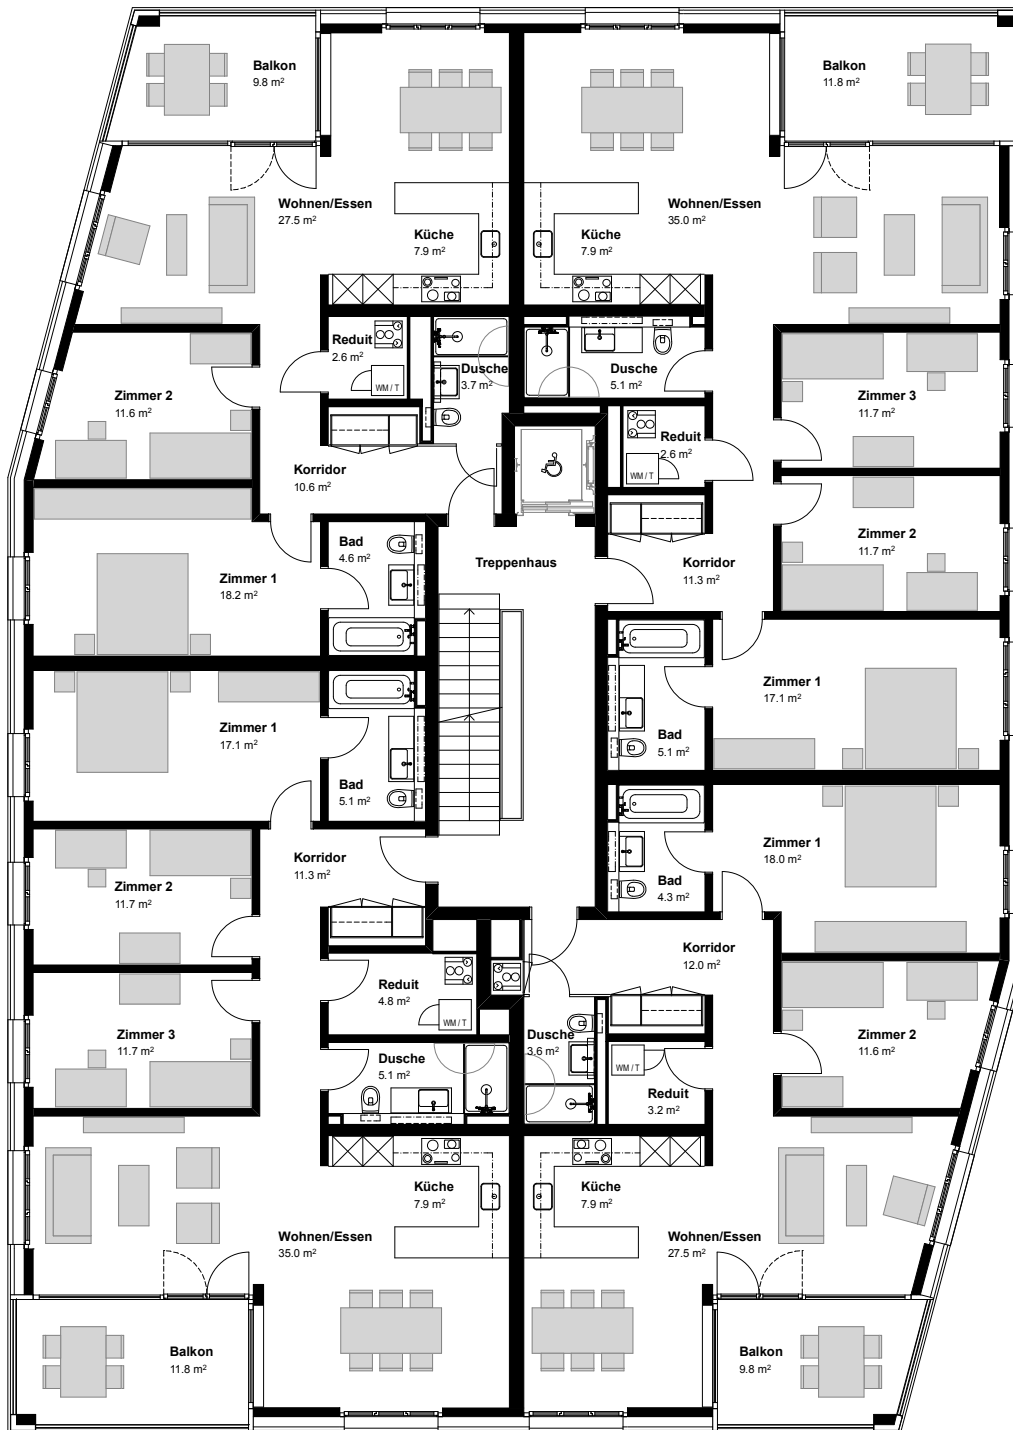 Balkon
9.8 m²
Balkon
11.8 m²
Wohnen/Essen
27.5 m²
Küche
7.9 m²
Wohnen/Essen
35.0 m²
Küche
7.9 m²
Reduit
2.6 m²
WM / T
Dusche
3.7 m²
Dusche
5.1 m²
Zimmer 2
11.6 m²
Zimmer 3
11.7 m²
Reduit
2.6 m²
WM / T
Korridor
10.6 m²
Bad
4.6 m²
Zimmer 2
11.7 m²
Treppenhaus
Korridor
11.3 m²
Zimmer 1
18.2 m²
Zimmer 1
17.1 m²
Zimmer 1
17.1 m²
Bad
5.1 m²
Bad
5.1 m²
Zimmer 1
18.0 m²
Korridor
11.3 m²
Zimmer 2
11.7 m²
Bad
4.3 m²
Korridor
12.0 m²
Reduit
4.8 m²
WM / T
Zimmer 3
11.7 m²
Dusche
3.6 m²
Zimmer 2
11.6 m²
Dusche
5.1 m²
WM / T
Reduit
3.2 m²
Küche
7.9 m²
Küche
7.9 m²
Wohnen/Essen
35.0 m²
Wohnen/Essen
27.5 m²
Balkon
11.8 m²
Balkon
9.8 m²